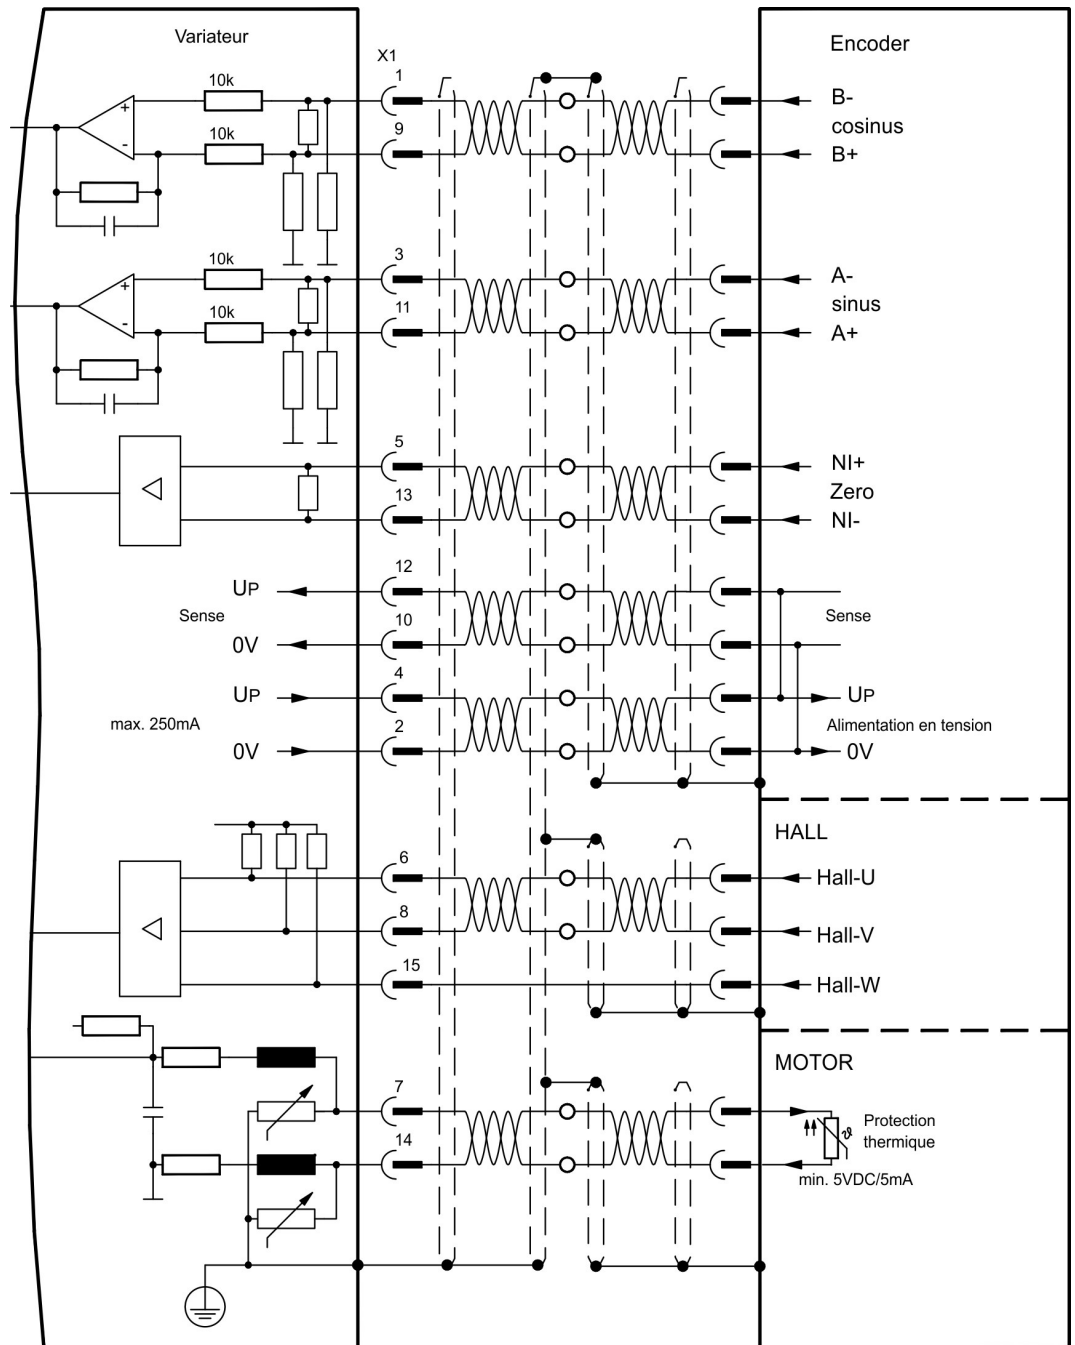 Variateur
X1
Encoder
1
10k
B-
cosinus
9
10k
B+
+
-
3
10k
A-
sinus
11
10k
A+
+
-
5
NI+
Zero
13
NI-
12
UP
Sense
Sense
10
0V
4
UP
UP
max. 250mA
Alimentation en tension
2
0V
0V
HALL
6
Hall-U
8
Hall-V
15
Hall-W
MOTOR
7
Protection
thermique
ϑ
14
min. 5VDC/5mA